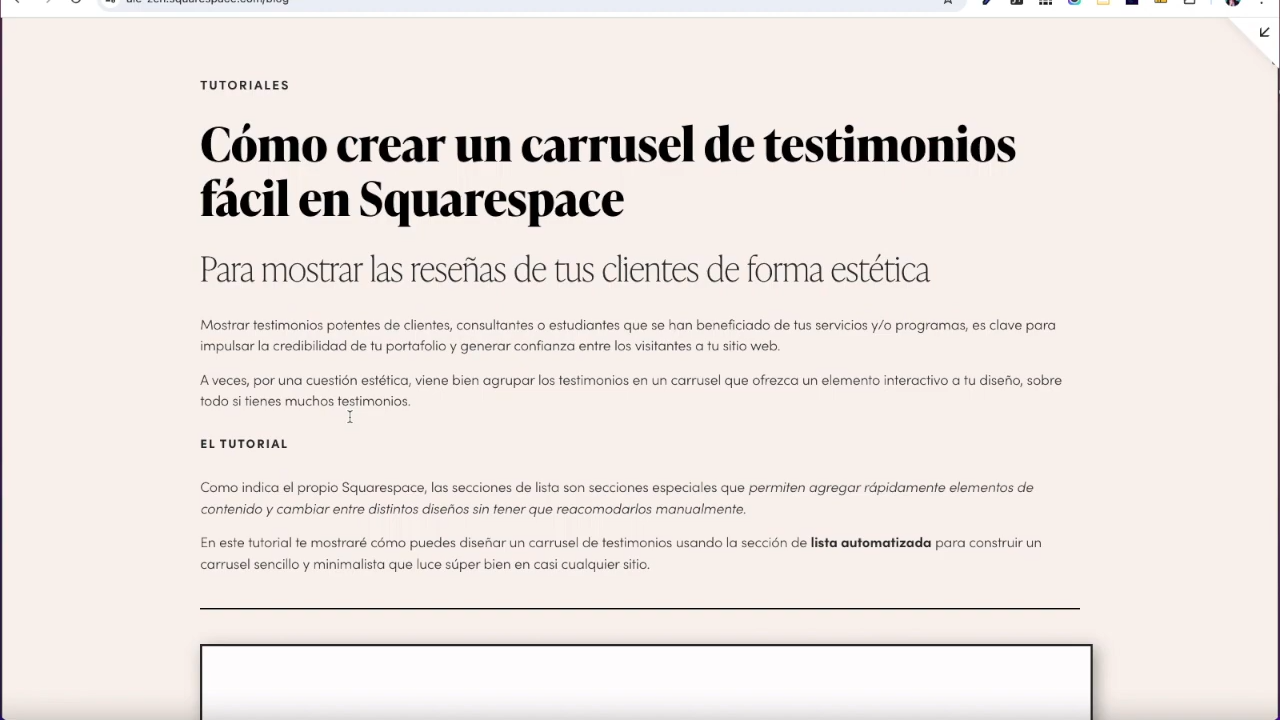 ale-zen.squarespace.com/blog
TUTORIALES
Cómo crear un carrusel de testimonios
fácil en Squarespace
Para mostrar las reseñas de tus clientes de forma estética
Mostrar testimonios potentes de clientes, consultantes o estudiantes que se han beneficiado de tus servicios y/o programas, es clave para
impulsar la credibilidad de tu portafolio y generar confianza entre los visitantes a tu sitio web.
A veces, por una cuestión estética, viene bien agrupar los testimonios en un carrusel que ofrezca un elemento interactivo a tu diseño, sobre
todo si tienes muchos testimonios.
EL TUTORIAL
Como indica el propio Squarespace, las secciones de lista son secciones especiales que permiten agregar rápidamente elementos de
contenido y cambiar entre distintos diseños sin tener que reacomodarlos manualmente.
En este tutorial te mostraré cómo puedes diseñar un carrusel de testimonios usando la sección de lista automatizada para construir un
carrusel sencillo y minimalista que luce súper bien en casi cualquier sitio.